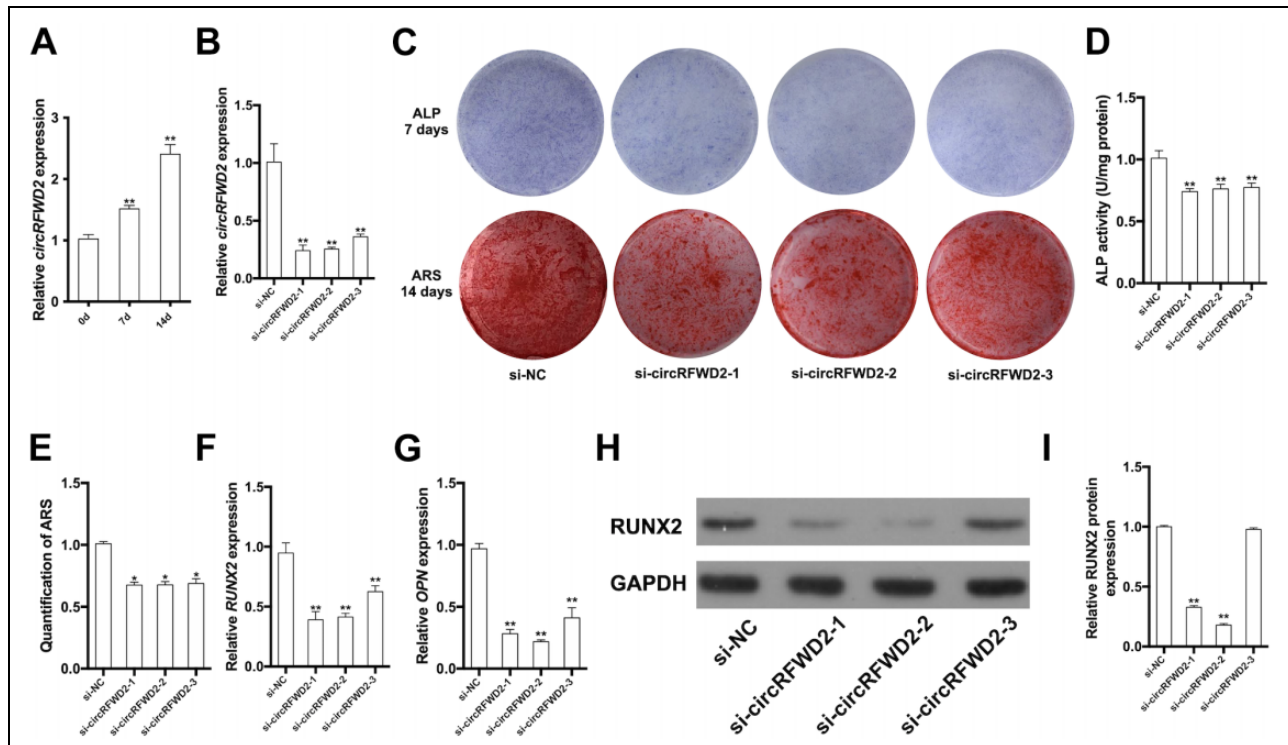 A
Relative circRFWD2 expression
3
2
1
0
**
**
0d
7d
14d
B
Relative circRFWD2 expression
1.5
1.0
0.5
0.0
**
**
**
si-NC
si-circRFWD2-1
si-circRFWD2-2
si-circRFWD2-3
C
ALP
7 days
ARS
14 days
si-NC
si-circRFWD2-1
si-circRFWD2-2
si-circRFWD2-3
D
ALP activity (U/mg protein)
1.5
1.0
0.5
0.0
**
**
**
si-NC
si-circRFWD2-1
si-circRFWD2-2
si-circRFWD2-3
E
Quantification of ARS
1.5
1.0
0.5
0.0
*
*
*
si-NC
si-circRFWD2-1
si-circRFWD2-2
si-circRFWD2-3
F
Relative RUNX2 expression
1.5
1.0
0.5
0.0
**
**
**
si-NC
si-circRFWD2-1
si-circRFWD2-2
si-circRFWD2-3
G
Relative OPN expression
1.5
1.0
0.5
0.0
**
**
**
si-NC
si-circRFWD2-1
si-circRFWD2-2
si-circRFWD2-3
H
RUNX2
GAPDH
si-NC
si-circRFWD2-1
si-circRFWD2-2
si-circRFWD2-3
I
Relative RUNX2 protein
expression
1.5
1.0
0.5
0.0
**
**
si-NC
si-circRFWD2-1
si-circRFWD2-2
si-circRFWD2-3